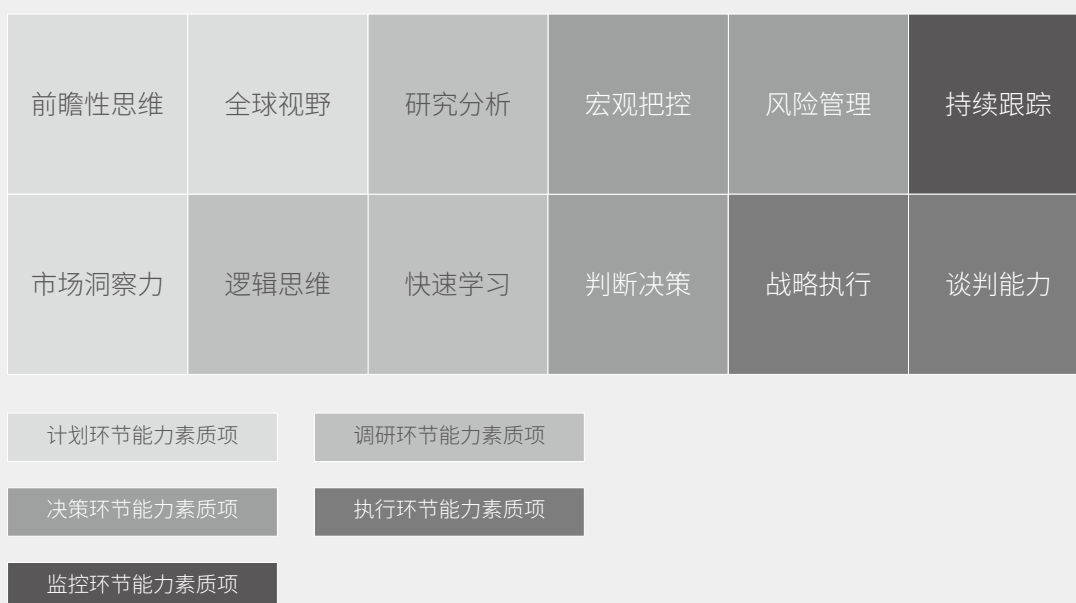 前瞻性思维 全球视野 研究分析 宏观把控 风险管理 持续跟踪
市场洞察力 逻辑思维 快速学习 判断决策 战略执行 谈判能力
计划环节能力素质项 调研环节能力素质项
决策环节能力素质项 执行环节能力素质项
监控环节能力素质项